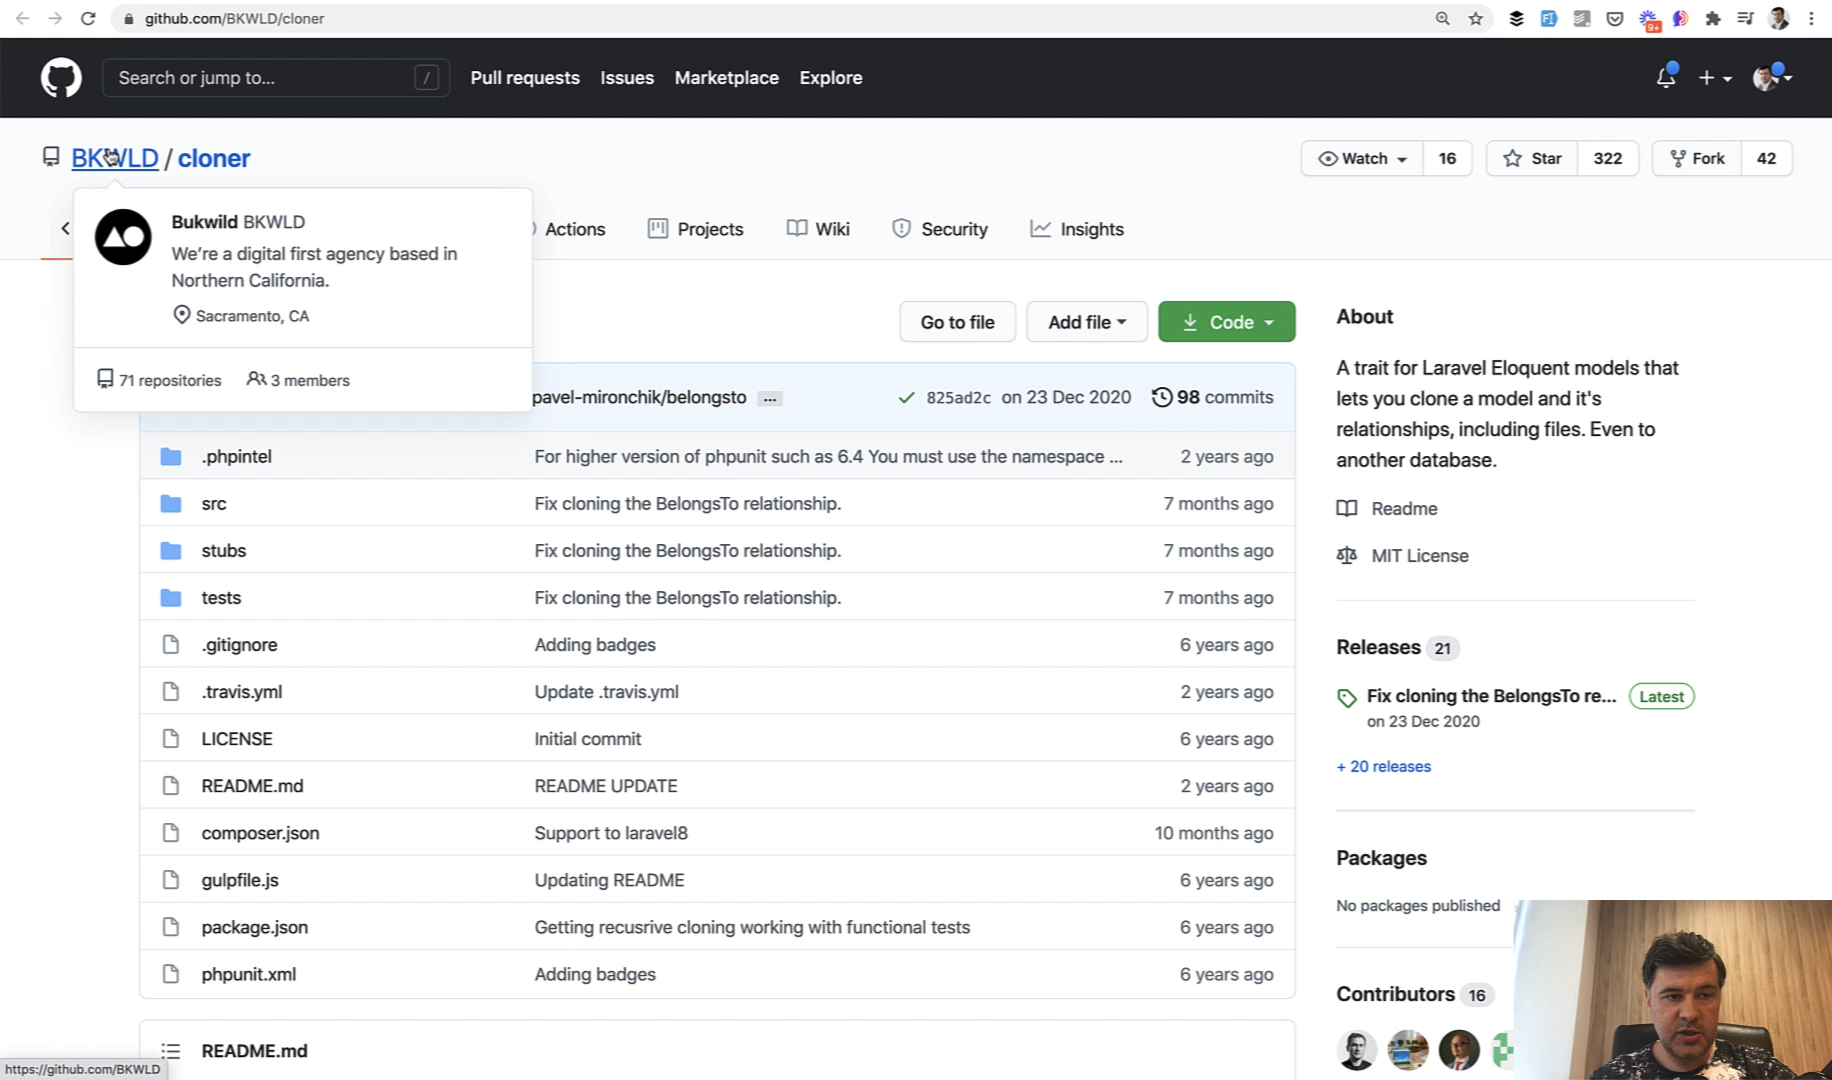 github.com/BKWLD/cloner
9+
Search or jump to... /
Pull requests Issues Marketplace Explore
BKWLD / cloner
Watch 16 Star 322 Fork 42
Bukwild BKWLD
We're a digital first agency based in
Northern California.
Sacramento, CA
71 repositories 3 members
Actions Projects Wiki Security Insights
Go to file Add file Code
pavel-mironchik/belongsto ... 825ad2c on 23 Dec 2020 98 commits
.phpintel For higher version of phpunit such as 6.4 You must use the namespace ... 2 years ago
src Fix cloning the BelongsTo relationship. 7 months ago
stubs Fix cloning the BelongsTo relationship. 7 months ago
tests Fix cloning the BelongsTo relationship. 7 months ago
.gitignore Adding badges 6 years ago
.travis.yml Update .travis.yml 2 years ago
LICENSE Initial commit 6 years ago
README.md README UPDATE 2 years ago
composer.json Support to laravel8 10 months ago
gulpfile.js Updating README 6 years ago
package.json Getting recusrive cloning working with functional tests 6 years ago
phpunit.xml Adding badges 6 years ago
README.md
About
A trait for Laravel Eloquent models that
lets you clone a model and it's
relationships, including files. Even to
another database.
Readme
MIT License
Releases 21
Fix cloning the BelongsTo re... Latest
on 23 Dec 2020
+ 20 releases
Packages
No packages published
Contributors 16
https://github.com/BKWLD